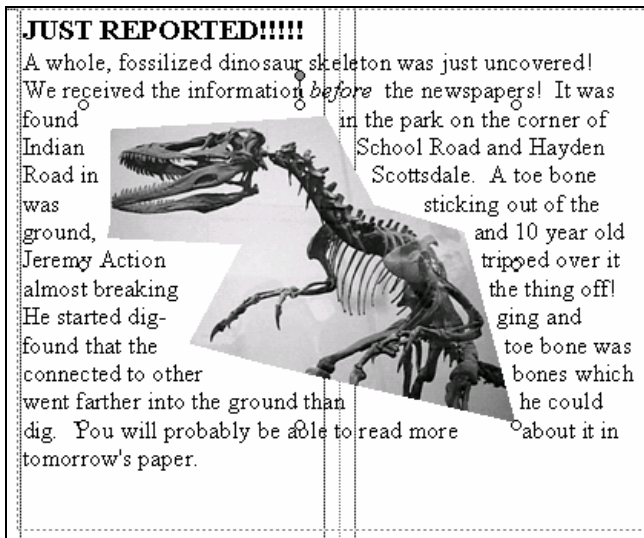 JUST REPORTED!!!!!
A whole, fossilized dinosaur skeleton was just uncovered!
We received the information before the newspapers! It was
found in the park on the corner of
Indian School Road and Hayden
Road in Scottsdale. A toe bone
was sticking out of the
ground, and 10 year old
Jeremy Action tripped over it
almost breaking the thing off!
He started dig- ging and
found that the toe bone was
connected to other bones which
went farther into the ground than he could
dig. You will probably be able to read more about it in
tomorrow's paper.